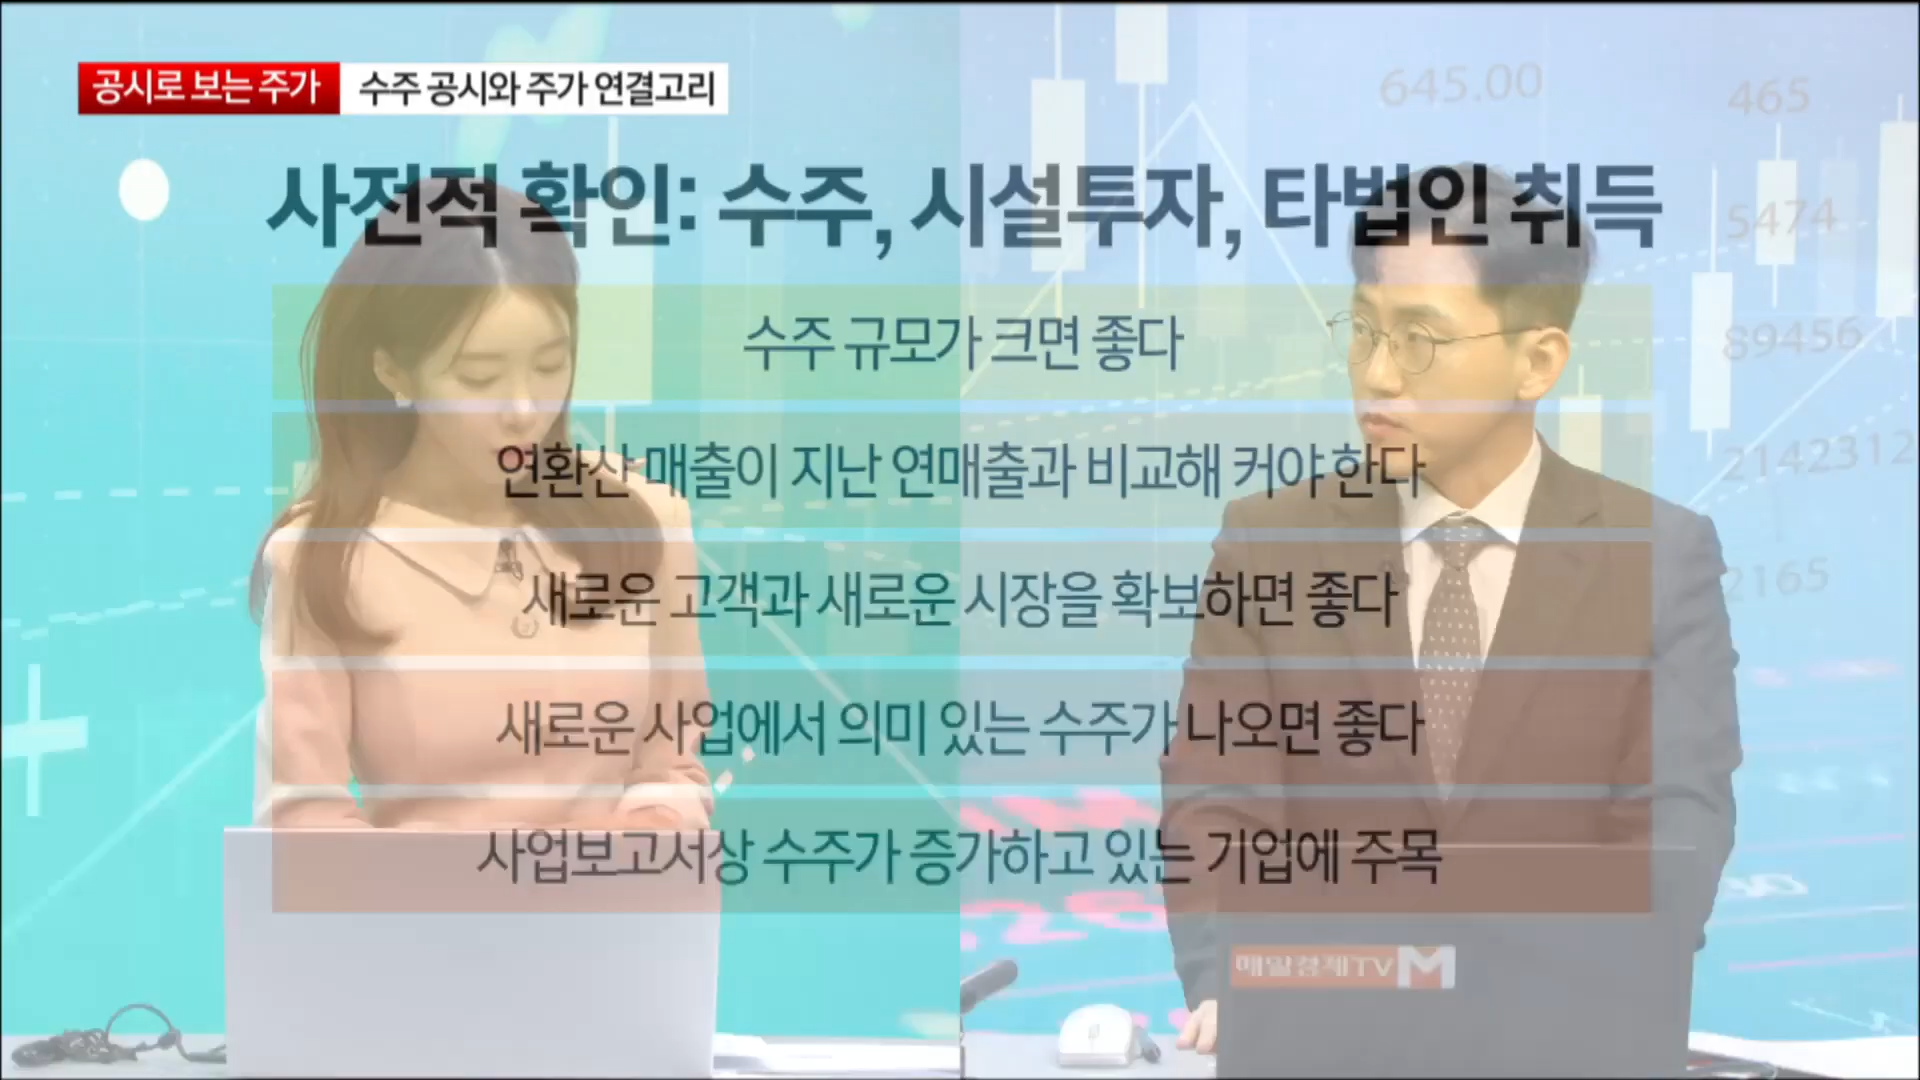 공시로 보는 주가
수주 공시와 주가 연결고리
645.00
465
사전적 확인: 수주, 시설투자, 타법인 취득
5474
수주 규모가 크면 좋다
89456
연환산 매출이 지난 연매출과 비교해 커야 한다
2142312
새로운 고객과 새로운 시장을 확보하면 좋다
2165
새로운 사업에서 의미 있는 수주가 나오면 좋다
사업보고서상 수주가 증가하고 있는 기업에 주목
매일경제TV M